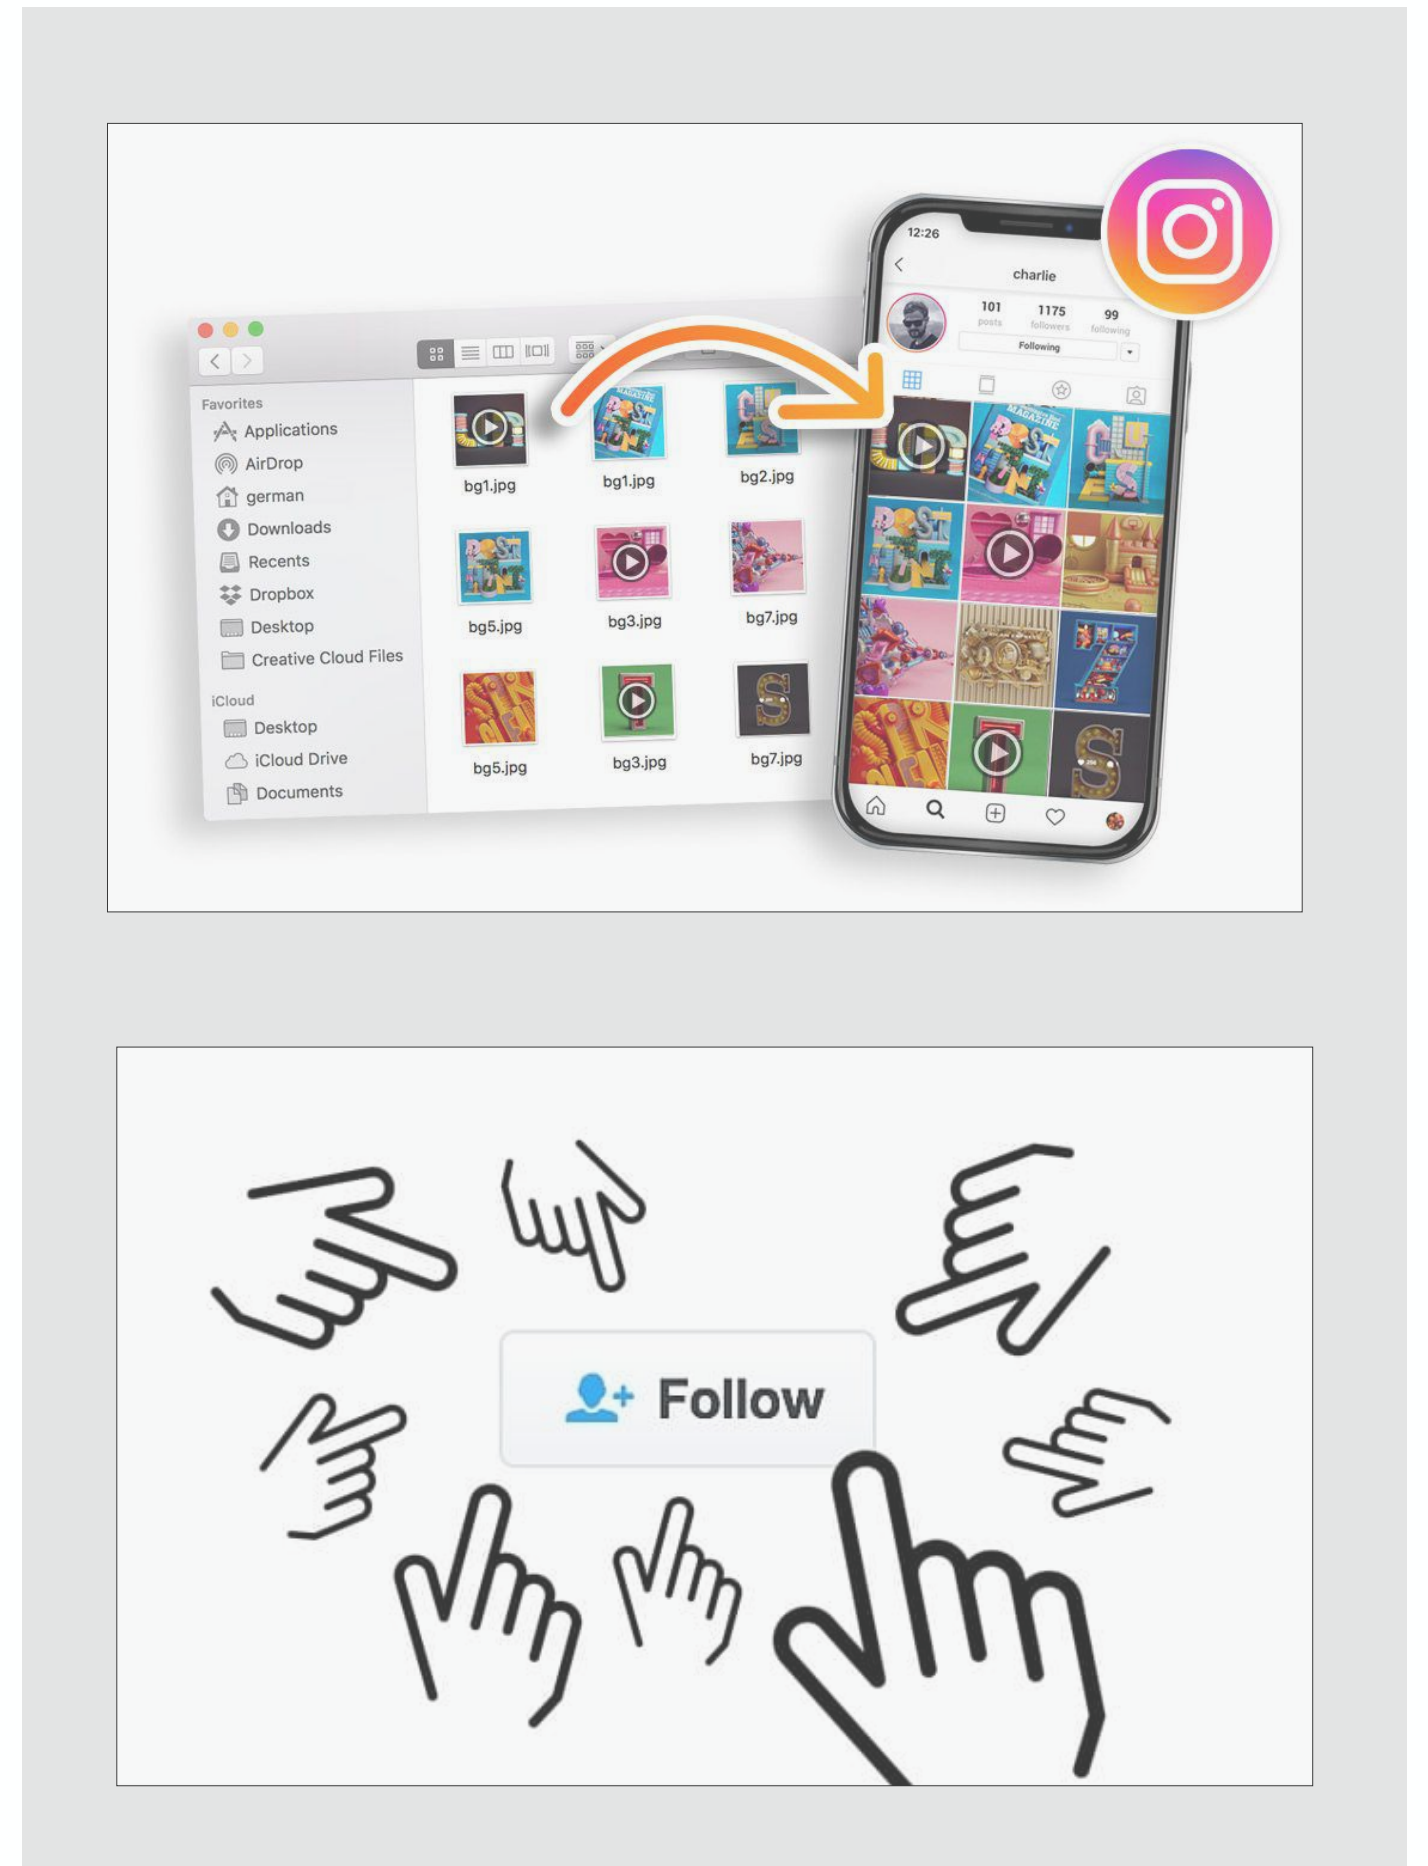 12:26
charlie
101 1175 99
posts followers following
Following
Favorites
Applications
AirDrop
german
Downloads
Recents
Dropbox
Desktop
Creative Cloud Files
iCloud
Desktop
iCloud Drive
Documents
bg1.jpg bg1.jpg bg2.jpg
bg5.jpg bg3.jpg bg7.jpg
bg5.jpg bg3.jpg bg7.jpg
MAGAZINE
Follow